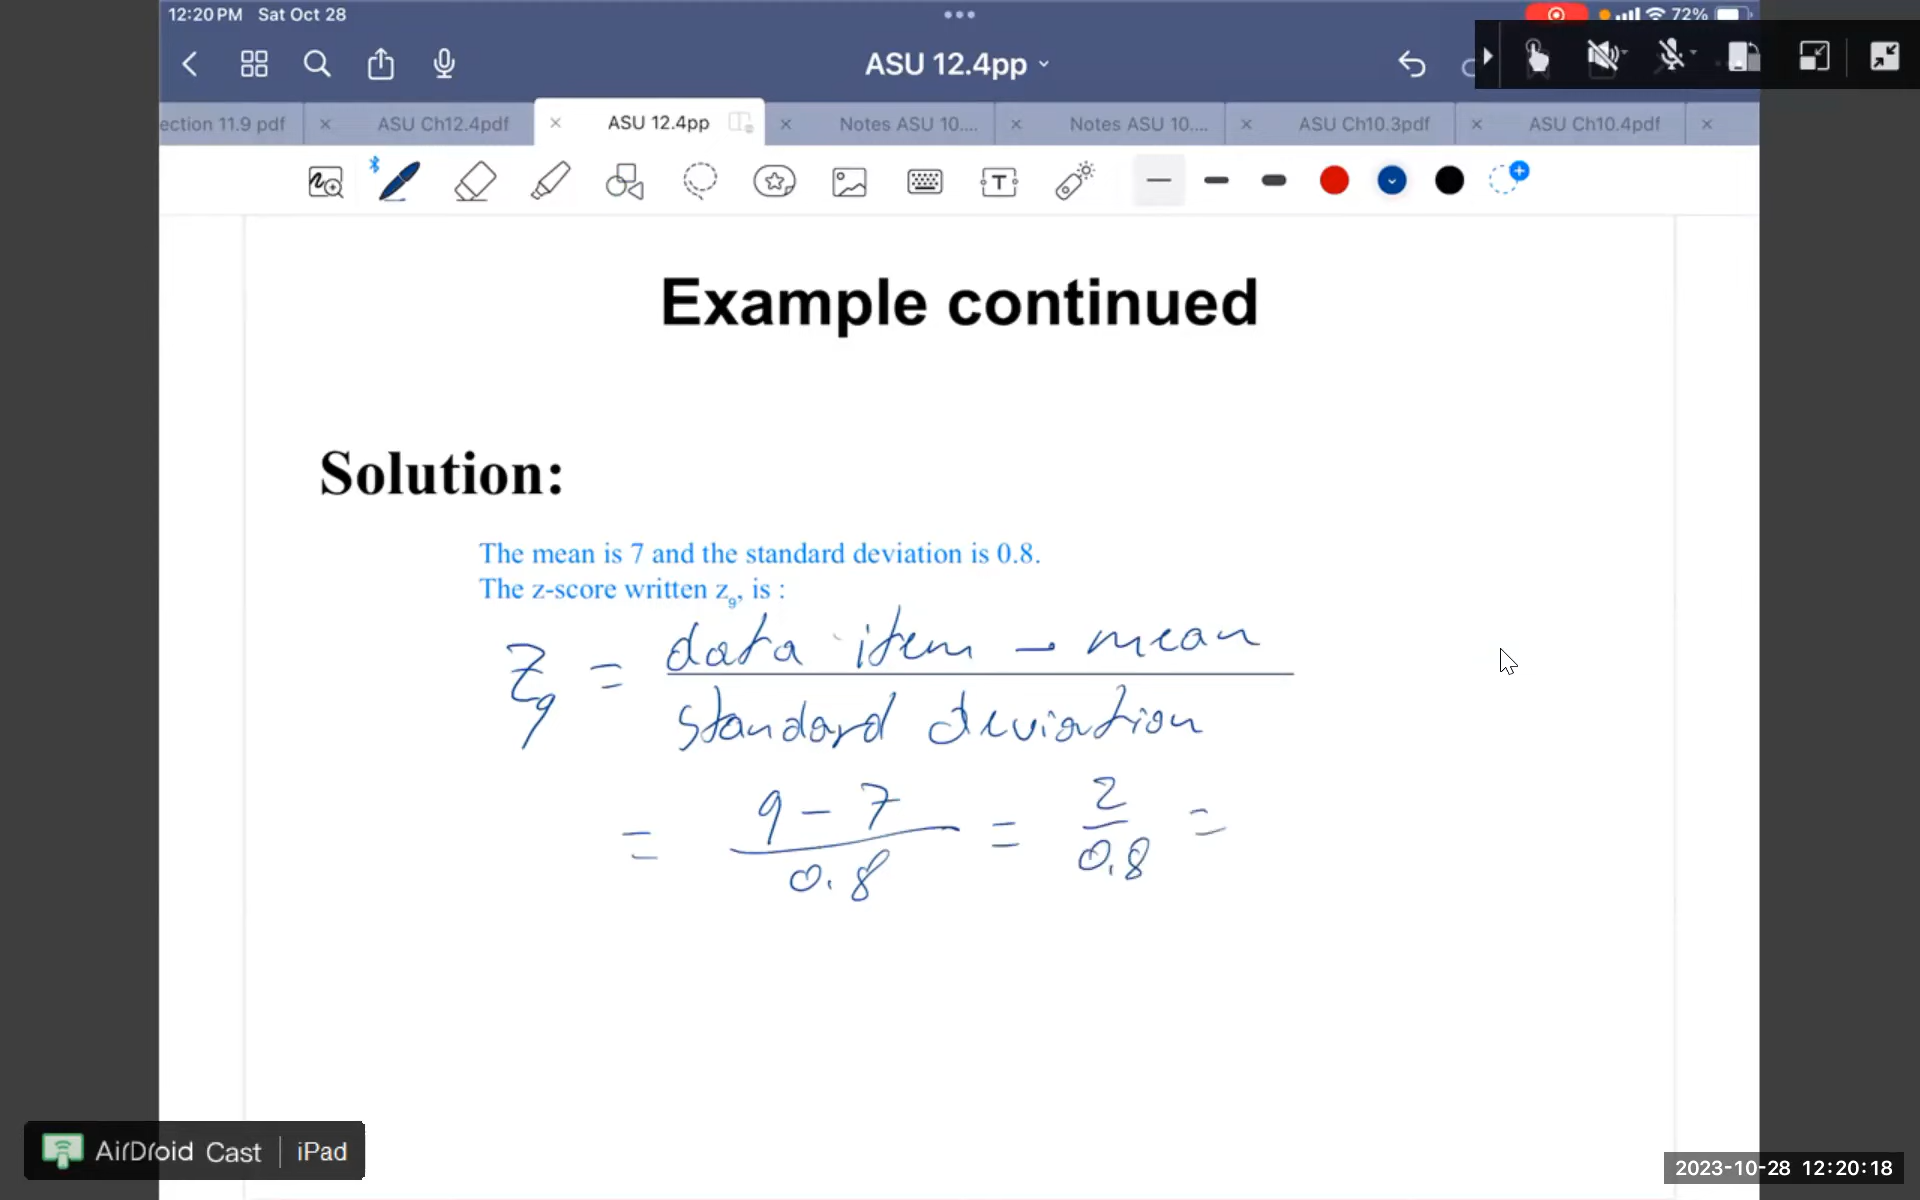 12:20 PM Sat Oct 28
72%
ASU 12.4pp
ection 11.9 pdf
ASU Ch12.4pdf
ASU 12.4pp
Notes ASU 10....
Notes ASU 10....
ASU Ch10.3pdf
ASU Ch10.4pdf
Example continued
Solution:
The mean is 7 and the standard deviation is 0.8.
The z-score written z₉, is :
z₉ = data item - mean
standard deviation
= 9 - 7 = 2 =
0.8 0.8
AirDroid Cast | iPad
2023-10-28 12:20:18